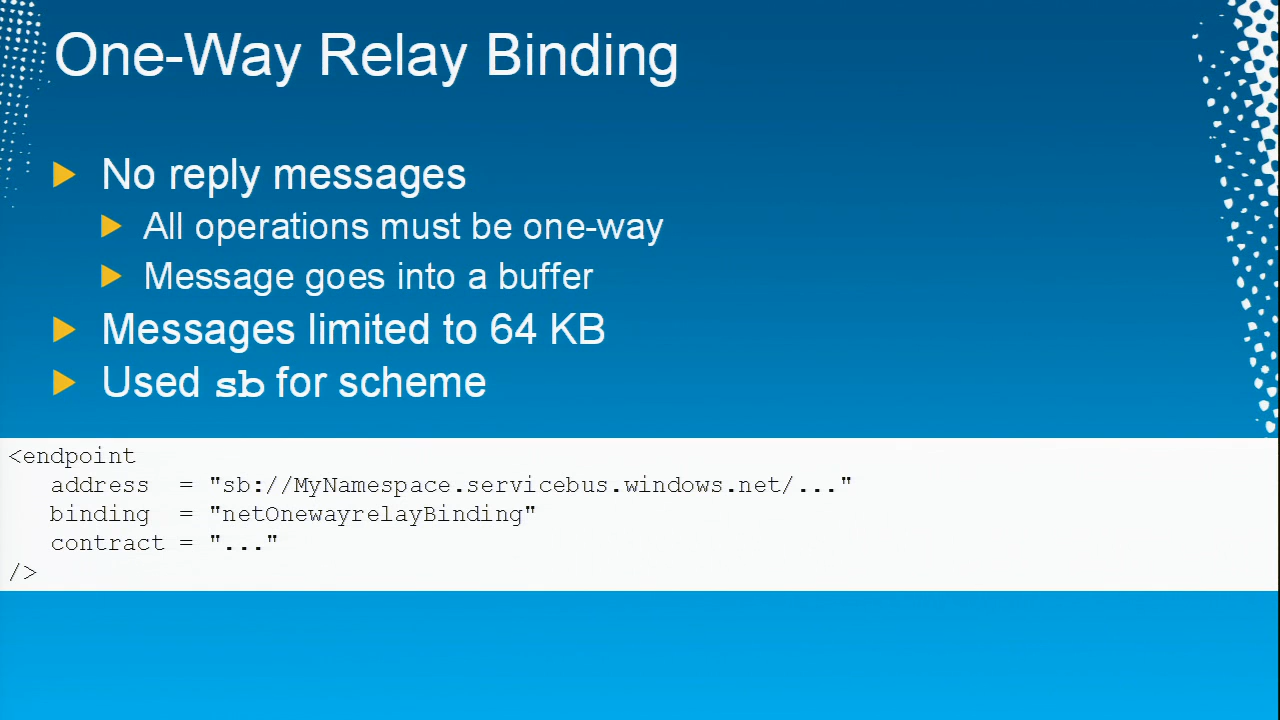 One-Way Relay Binding
No reply messages
All operations must be one-way
Message goes into a buffer
Messages limited to 64 KB
Used sb for scheme
<endpoint
address = "sb://MyNamespace.servicebus.windows.net/..."
binding = "netOnewayrelayBinding"
contract = "..."
/>